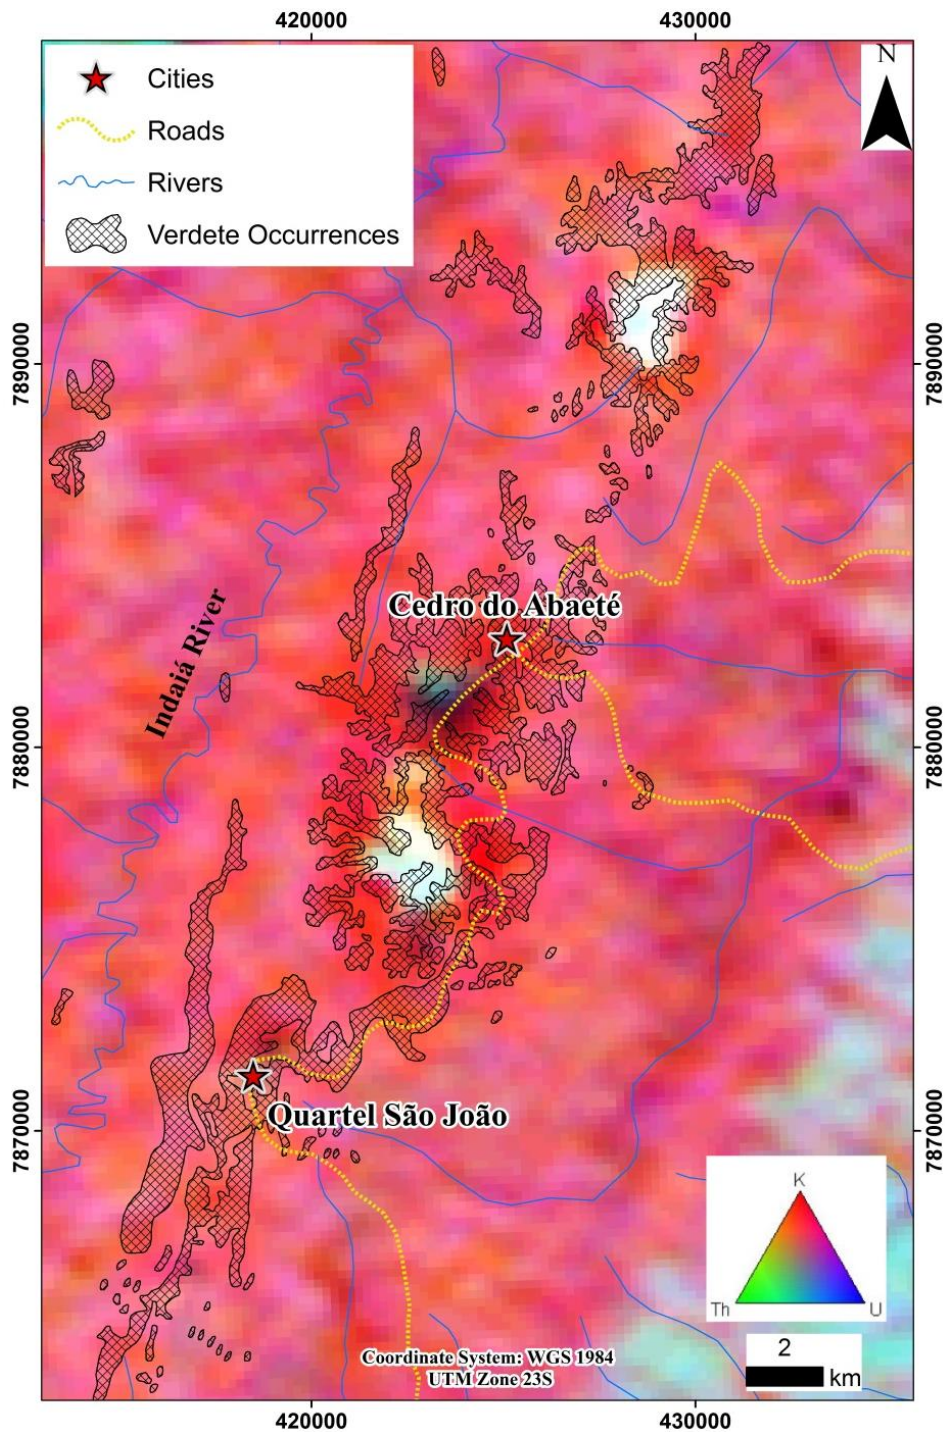 420000
430000
Cities
Roads
Rivers
Verdete Occurrences
N
7890000
7890000
Cedro do Abaeté
Indaiá River
7880000
7880000
Quartel São João
7870000
7870000
K
Th
U
2
km
Coordinate System: WGS 1984
UTM Zone 23S
420000
430000